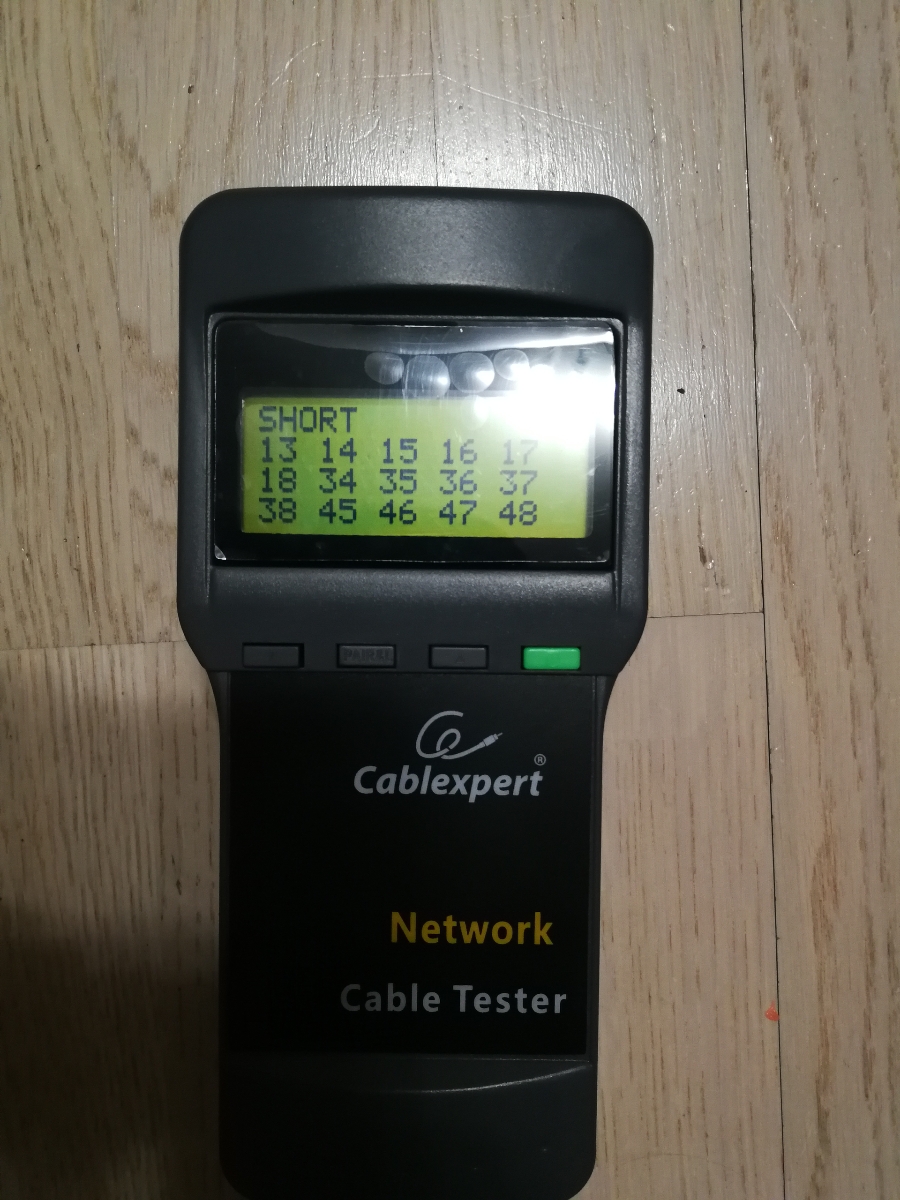 SHORT
13 14 15 16 17
18 34 35 36 37
38 45 46 47 48
Cablexpert®
Network
Cable Tester